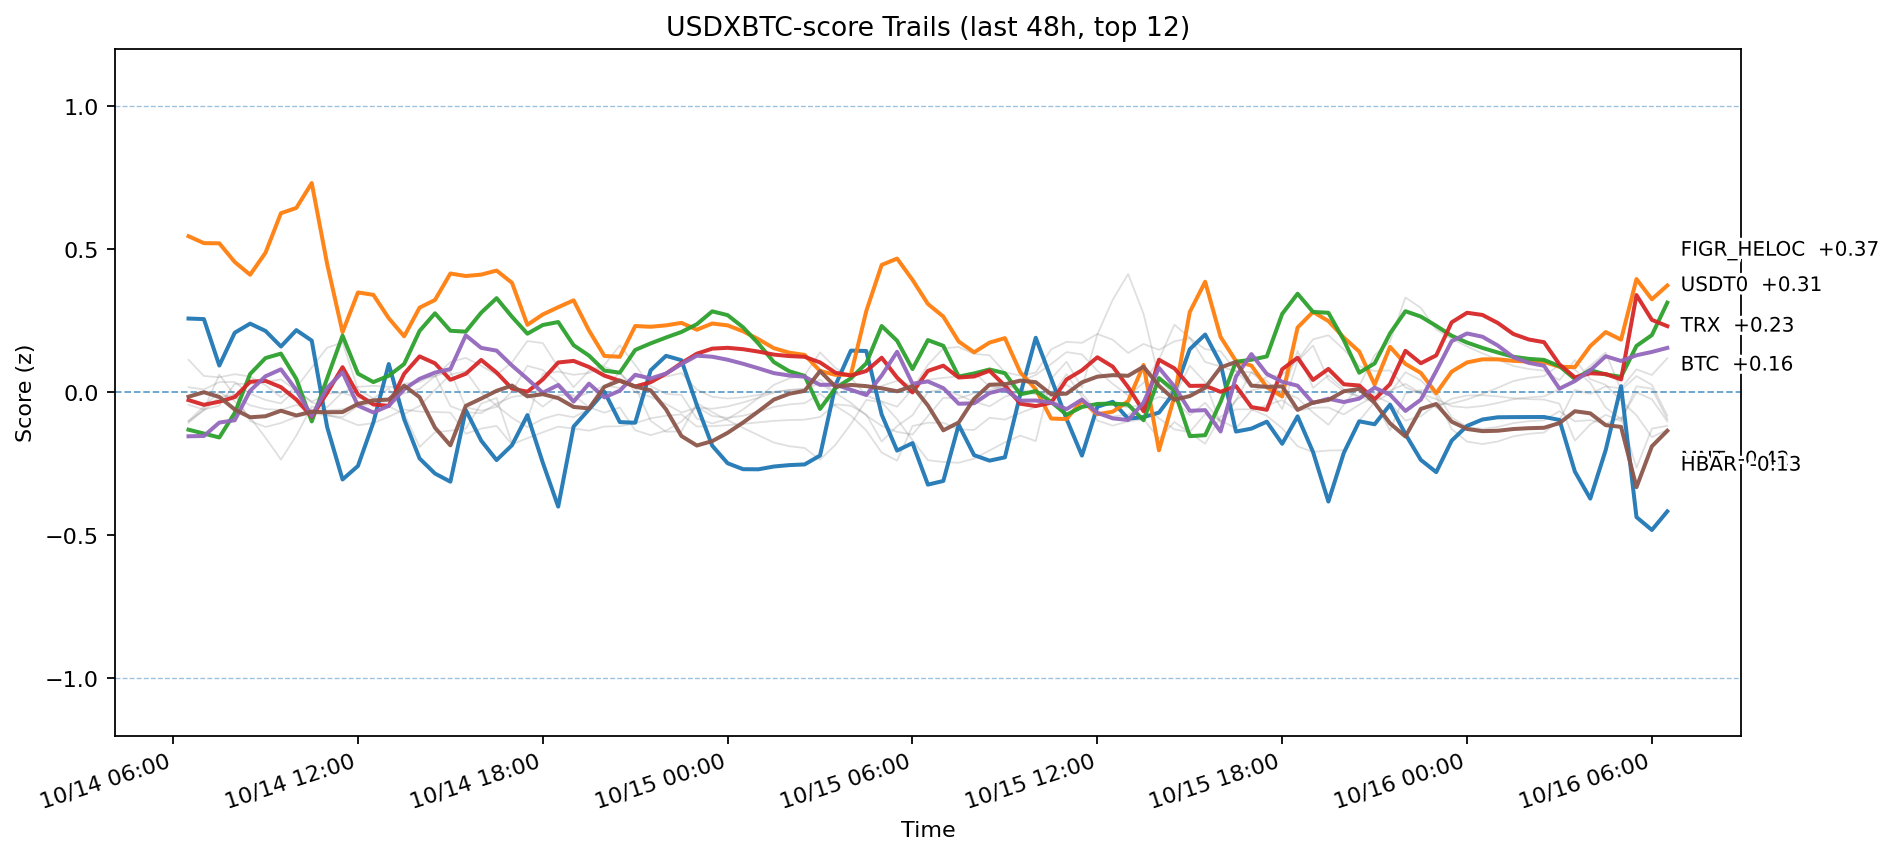 USDXBTC-score Trails (last 48h, top 12)
Score (z)
1.0
0.5
0.0
−0.5
−1.0
FIGR_HELOC +0.37
USDT0 +0.31
TRX +0.23
BTC +0.16
HBAR -0.13
10/14 06:00
10/14 12:00
10/14 18:00
10/15 00:00
10/15 06:00
10/15 12:00
10/15 18:00
10/16 00:00
10/16 06:00
Time